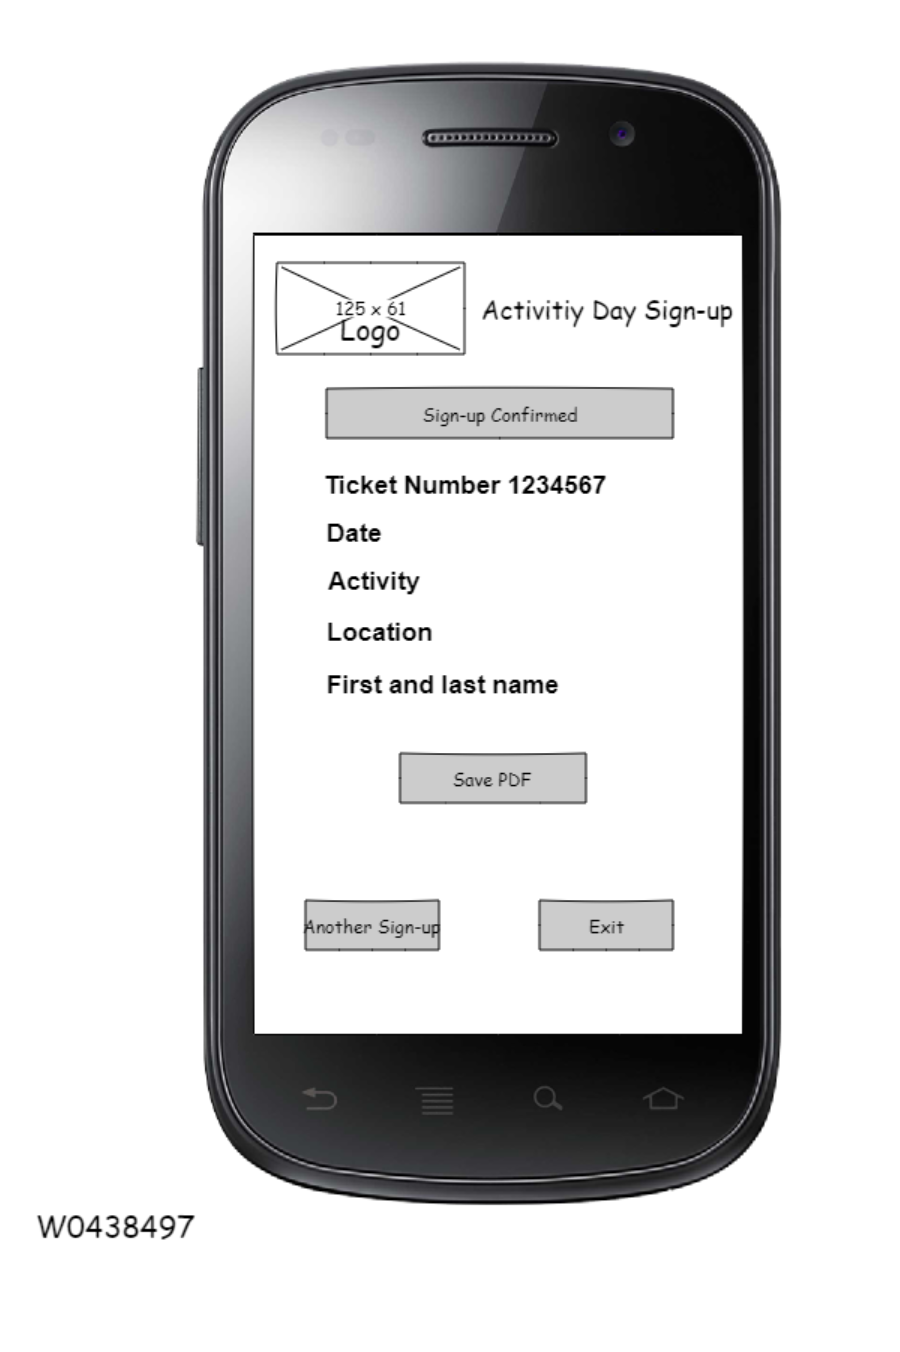 125 x 61
Logo
Activitiy Day Sign-up
Sign-up Confirmed
Ticket Number 1234567
Date
Activity
Location
First and last name
Save PDF
Another Sign-up
Exit
W0438497